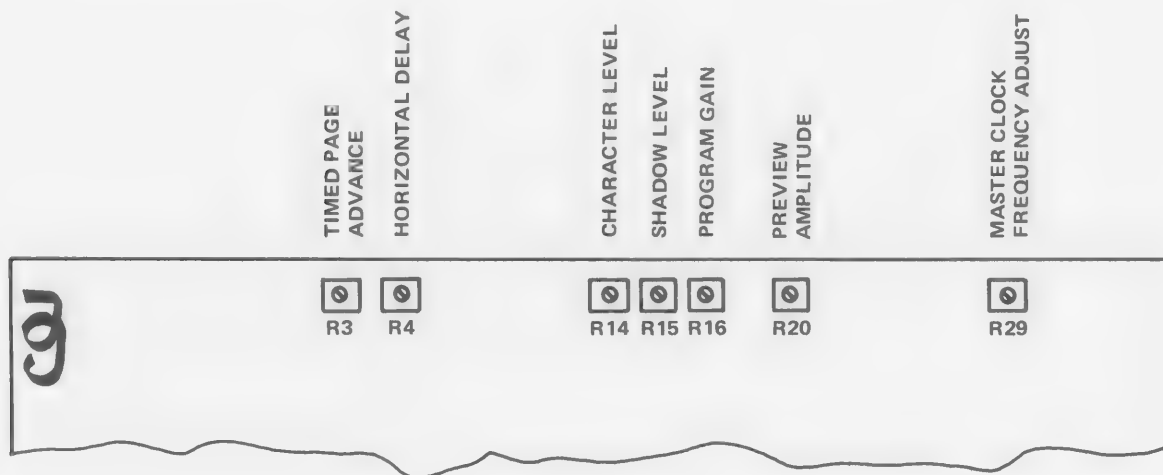 TIMED PAGE
ADVANCE
HORIZONTAL DELAY
CHARACTER LEVEL
SHADOW LEVEL
PROGRAM GAIN
PREVIEW
AMPLITUDE
MASTER CLOCK
FREQUENCY ADJUST
R3 R4 R14 R15 R16 R20 R29